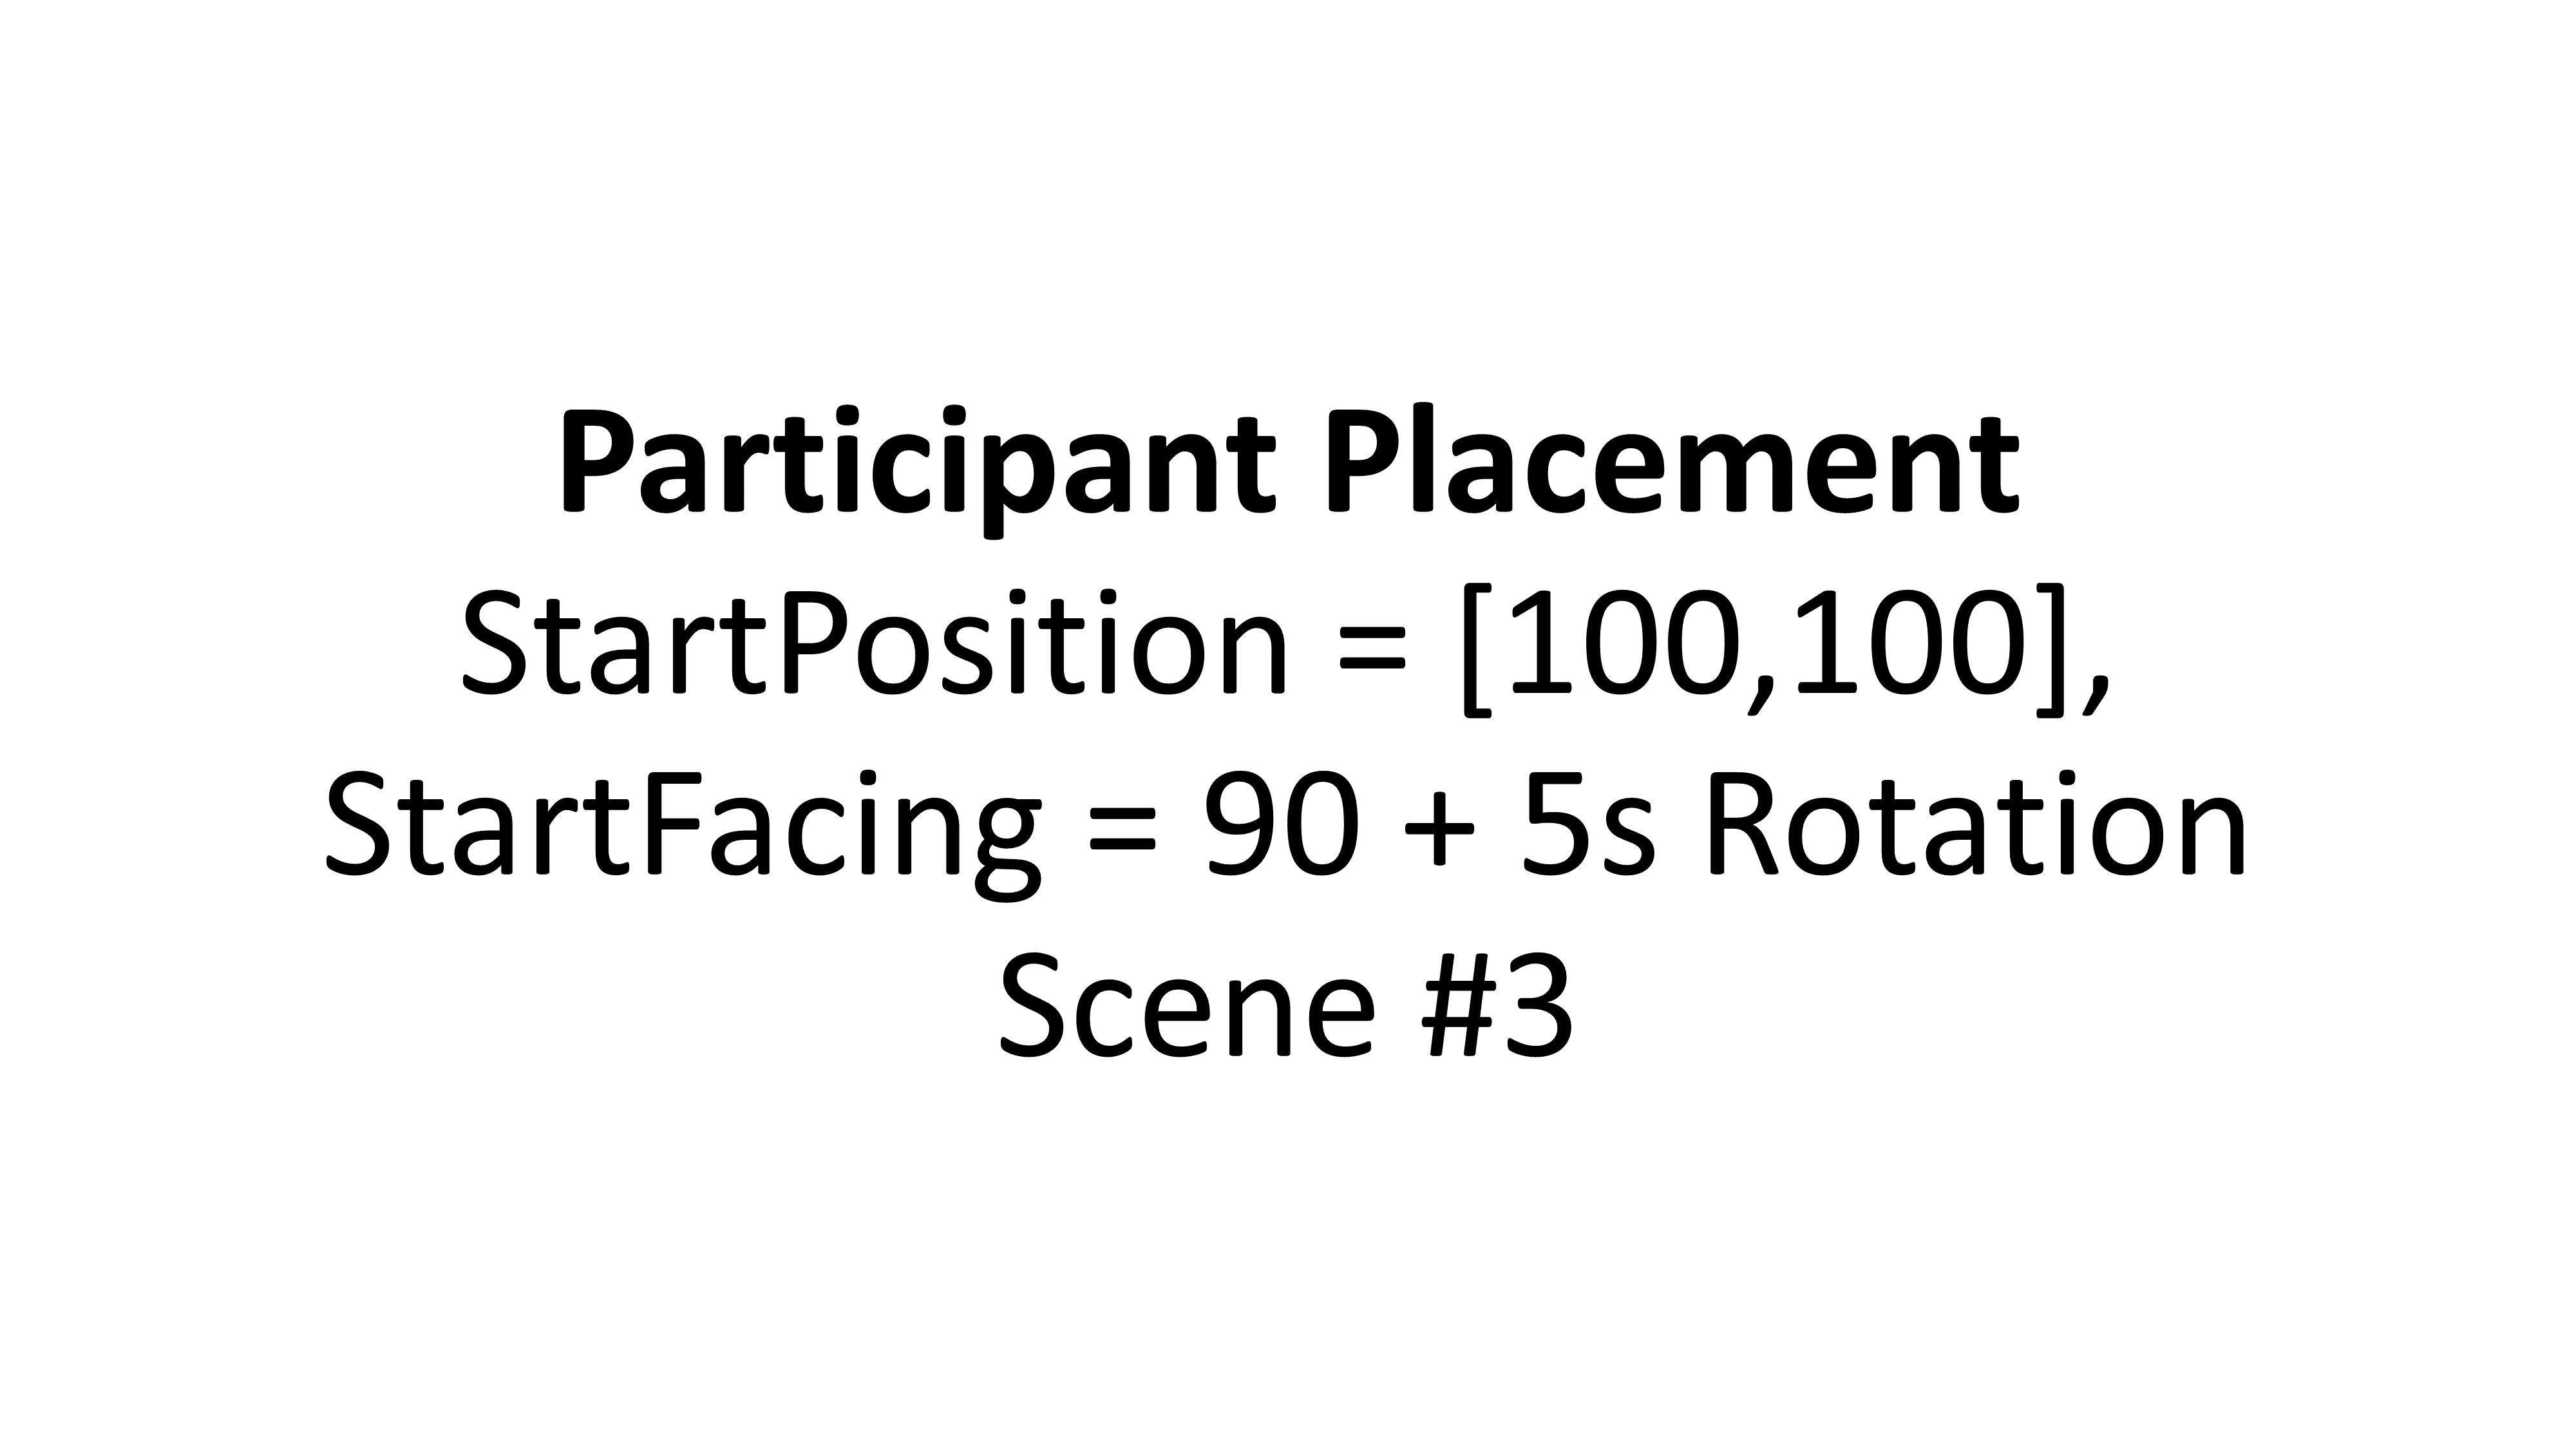 Participant Placement
StartPosition = [100,100],
StartFacing = 90 + 5s Rotation
Scene #3